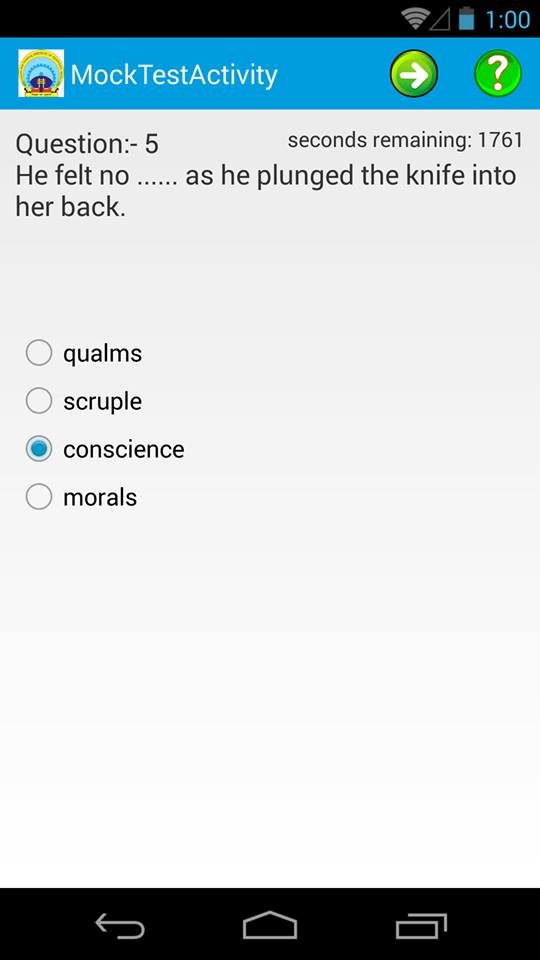 1:00
MockTestActivity
Question:- 5
seconds remaining: 1761
He felt no ...... as he plunged the knife into
her back.
qualms
scruple
conscience
morals